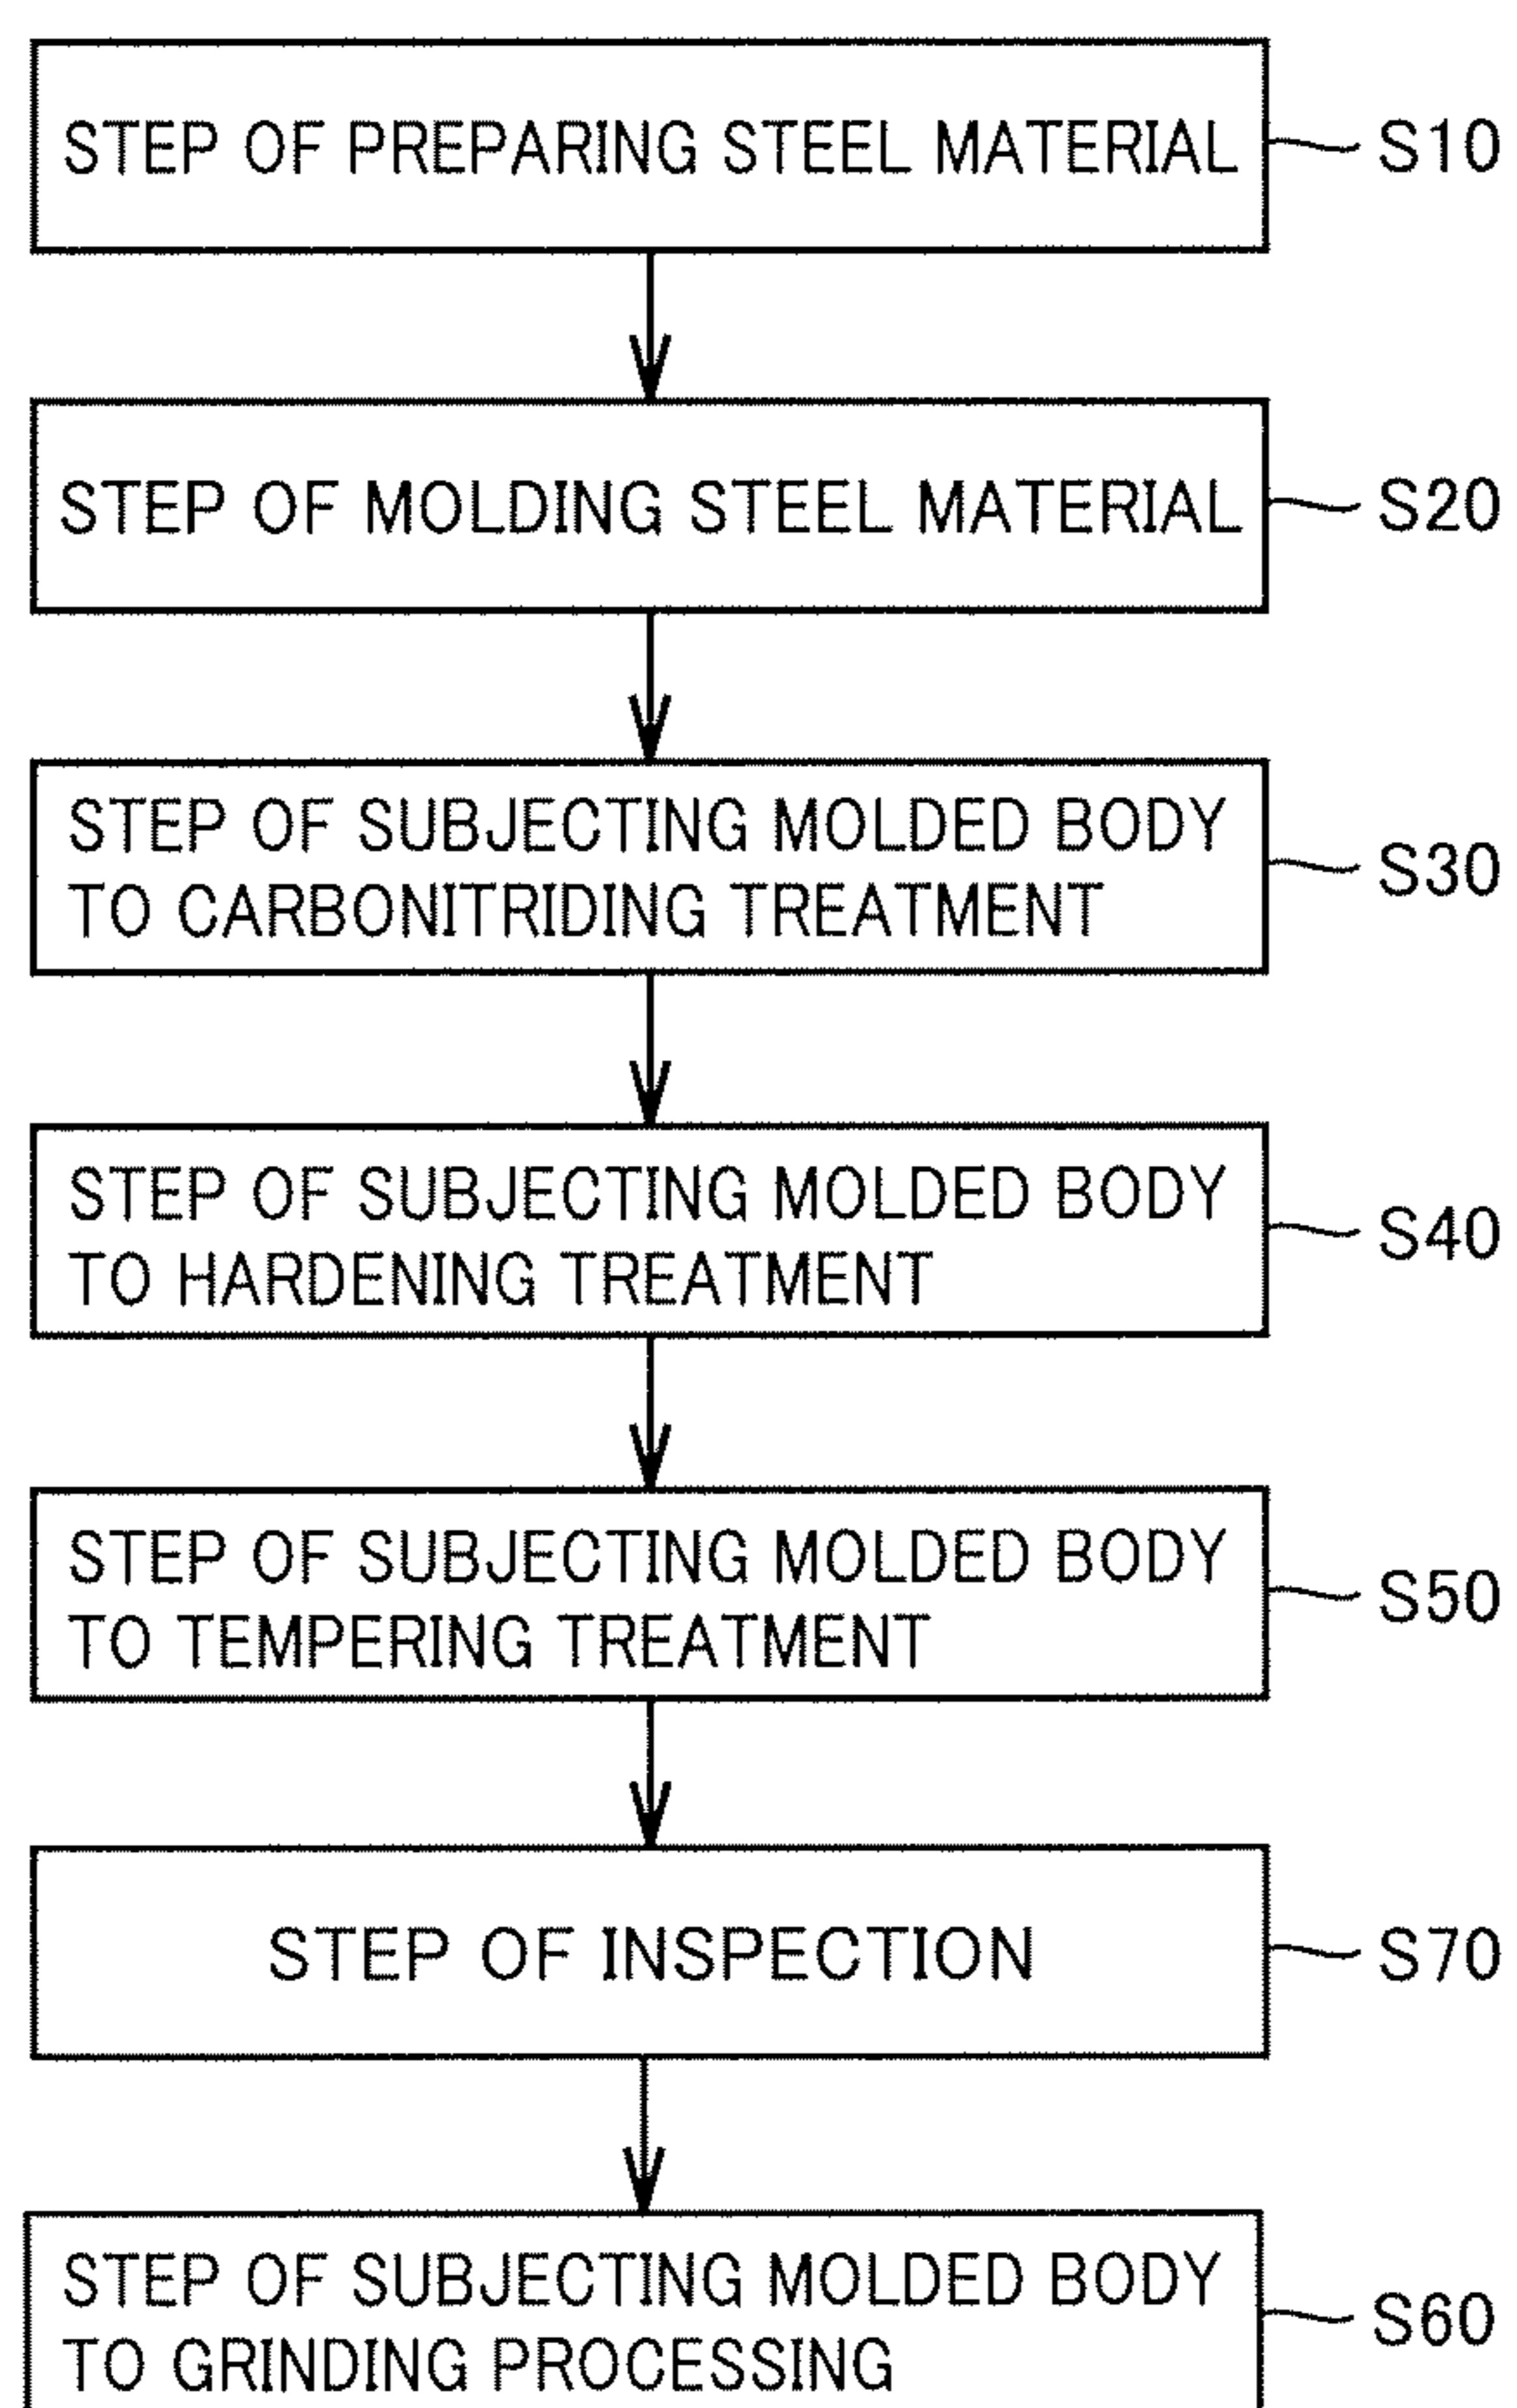 STEP OF PREPARING STEEL MATERIAL S10
STEP OF MOLDING STEEL MATERIAL S20
STEP OF SUBJECTING MOLDED BODY
TO CARBONITRIDING TREATMENT
S30
STEP OF SUBJECTING MOLDED BODY
TO HARDENING TREATMENT
S40
STEP OF SUBJECTING MOLDED BODY
TO TEMPERING TREATMENT
S50
STEP OF INSPECTION S70
STEP OF SUBJECTING MOLDED BODY
TO GRINDING PROCESSING
S60